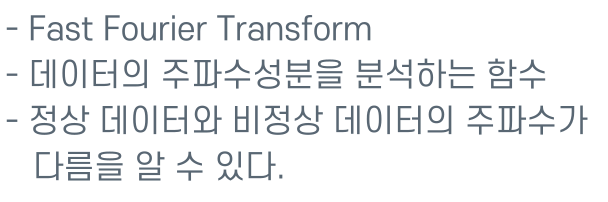 - Fast Fourier Transform
- 데이터의 주파수성분을 분석하는 함수
- 정상 데이터와 비정상 데이터의 주파수가
다름을 알 수 있다.